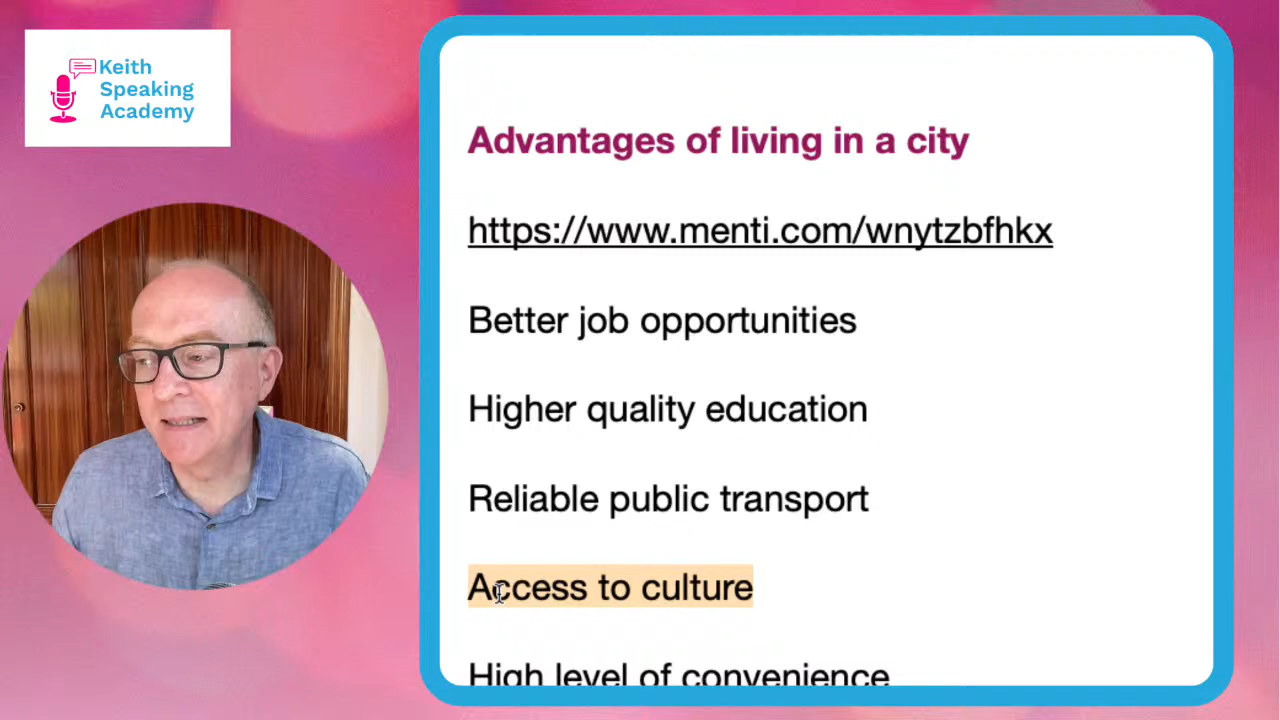 Keith
Speaking
Academy
Advantages of living in a city
https://www.menti.com/wnytzbfhkx
Better job opportunities
Higher quality education
Reliable public transport
Access to culture
High level of convenience